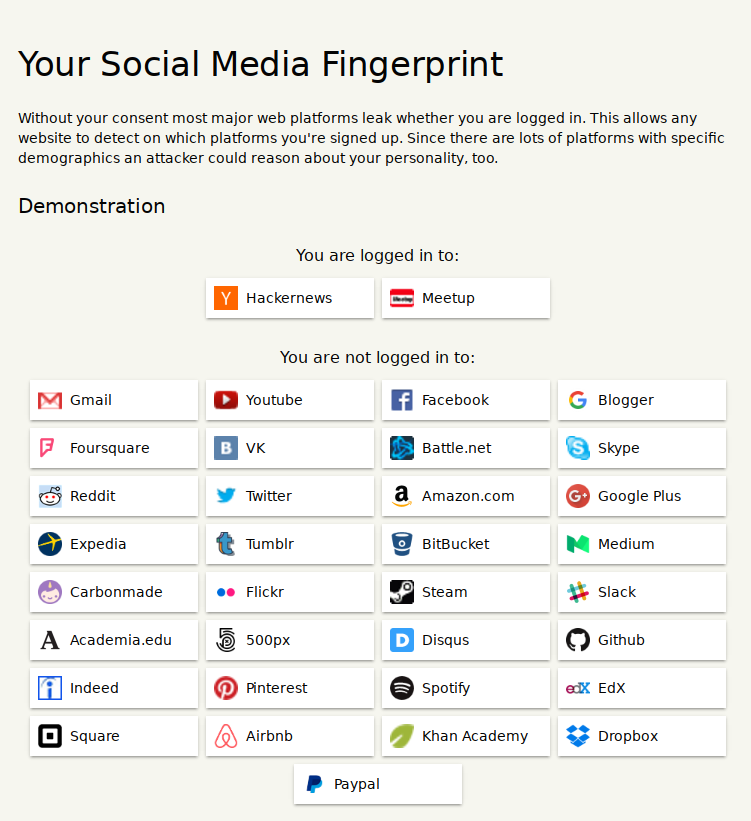 Your Social Media Fingerprint
Without your consent most major web platforms leak whether you are logged in. This allows any
website to detect on which platforms you're signed up. Since there are lots of platforms with specific
demographics an attacker could reason about your personality, too.
Demonstration
You are logged in to:
Hackernews Meetup
You are not logged in to:
Gmail Youtube Facebook Blogger
Foursquare VK Battle.net Skype
Reddit Twitter Amazon.com Google Plus
Expedia Tumblr BitBucket Medium
Carbonmade Flickr Steam Slack
Academia.edu 500px Disqus Github
Indeed Pinterest Spotify EdX
Square Airbnb Khan Academy Dropbox
Paypal